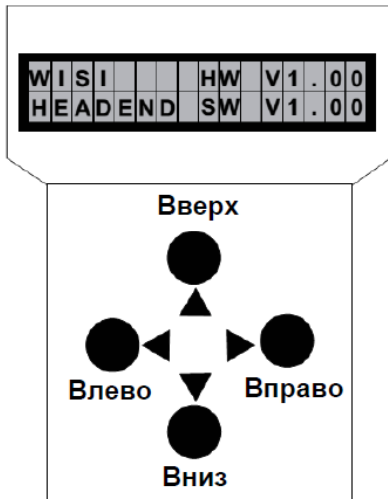 WISI HW V1.00
HEADEND SW V1.00
Вверх
Влево Вправо
Вниз